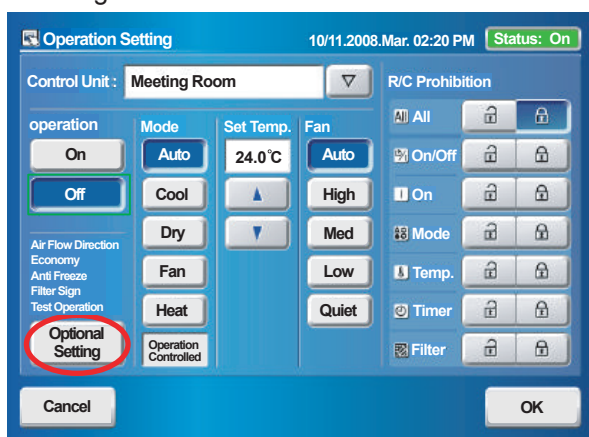 Operation Setting
10/11.2008.Mar. 02:20 PM
Status: On
Control Unit :
Meeting Room
R/C Prohibition
operation
On
Off
Air Flow Direction
Economy
Anti Freeze
Filter Sign
Test Operation
Optional
Setting
Mode
Auto
Cool
Dry
Fan
Heat
Operation
Controlled
Set Temp.
24.0°C
Fan
Auto
High
Med
Low
Quiet
All All
On/Off
On
Mode
Temp.
Timer
Filter
Cancel
OK